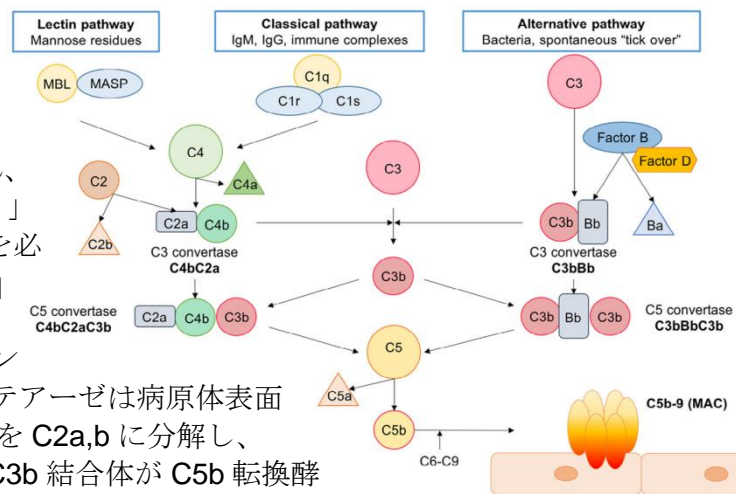 Lectin pathway
Mannose residues
Classical pathway
IgM, IgG, immune complexes
Alternative pathway
Bacteria, spontaneous “tick over”
MBL
MASP
C1q
C1r
C1s
C3
Factor B
Factor D
C4
C4a
C3
C2
C2b
C2a
C4b
C3 convertase
C4bC2a
C3b
Bb
Ba
C3 convertase
C3bBb
C3b
C5 convertase
C4bC2aC3b
C2a
C4b
C3b
C3b
Bb
C3b
C5 convertase
C3bBbC3b
C5
C5a
C5b
C6-C9
C5b-9 (MAC)
、
」
を必
ン
テアーゼは病原体表面
を C2a,b に分解し、
C3b 結合体が C5b 転換酵